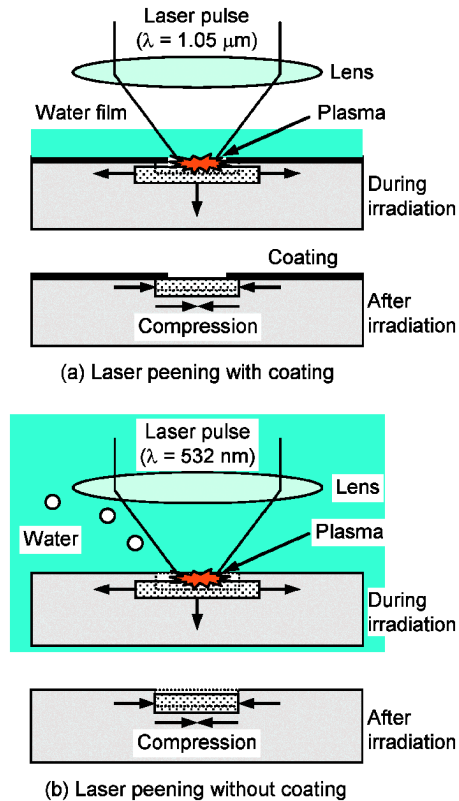 Laser pulse
(λ = 1.05 μm)
Lens
Water film
Plasma
During
irradiation
Coating
After
irradiation
Compression
(a) Laser peening with coating
Laser pulse
(λ = 532 nm)
Lens
Water
Plasma
During
irradiation
After
irradiation
Compression
(b) Laser peening without coating